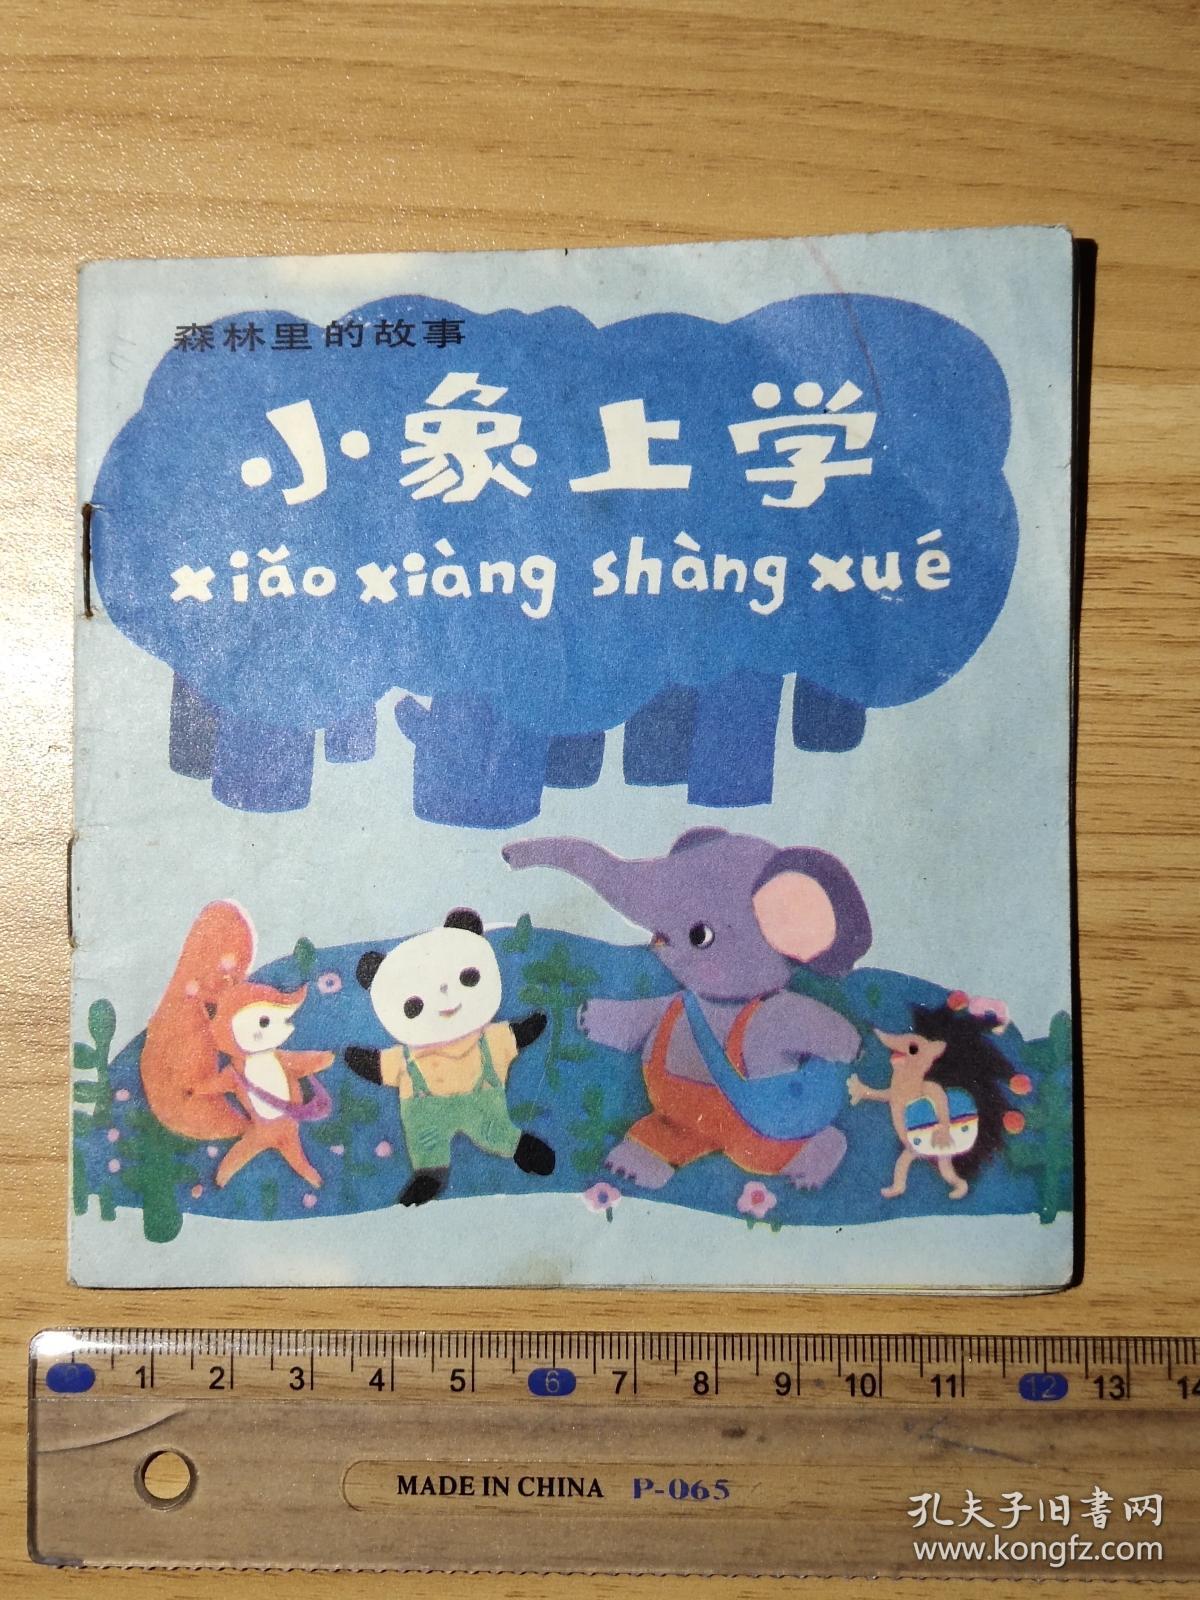 森林里的故事
小象上学
xiǎo xiàng shàng xué
0 1 2 3 4 5 6 7 8 9 10 11 12 13 14
MADE IN CHINA P-065
孔夫子旧书网
www.kongfz.com